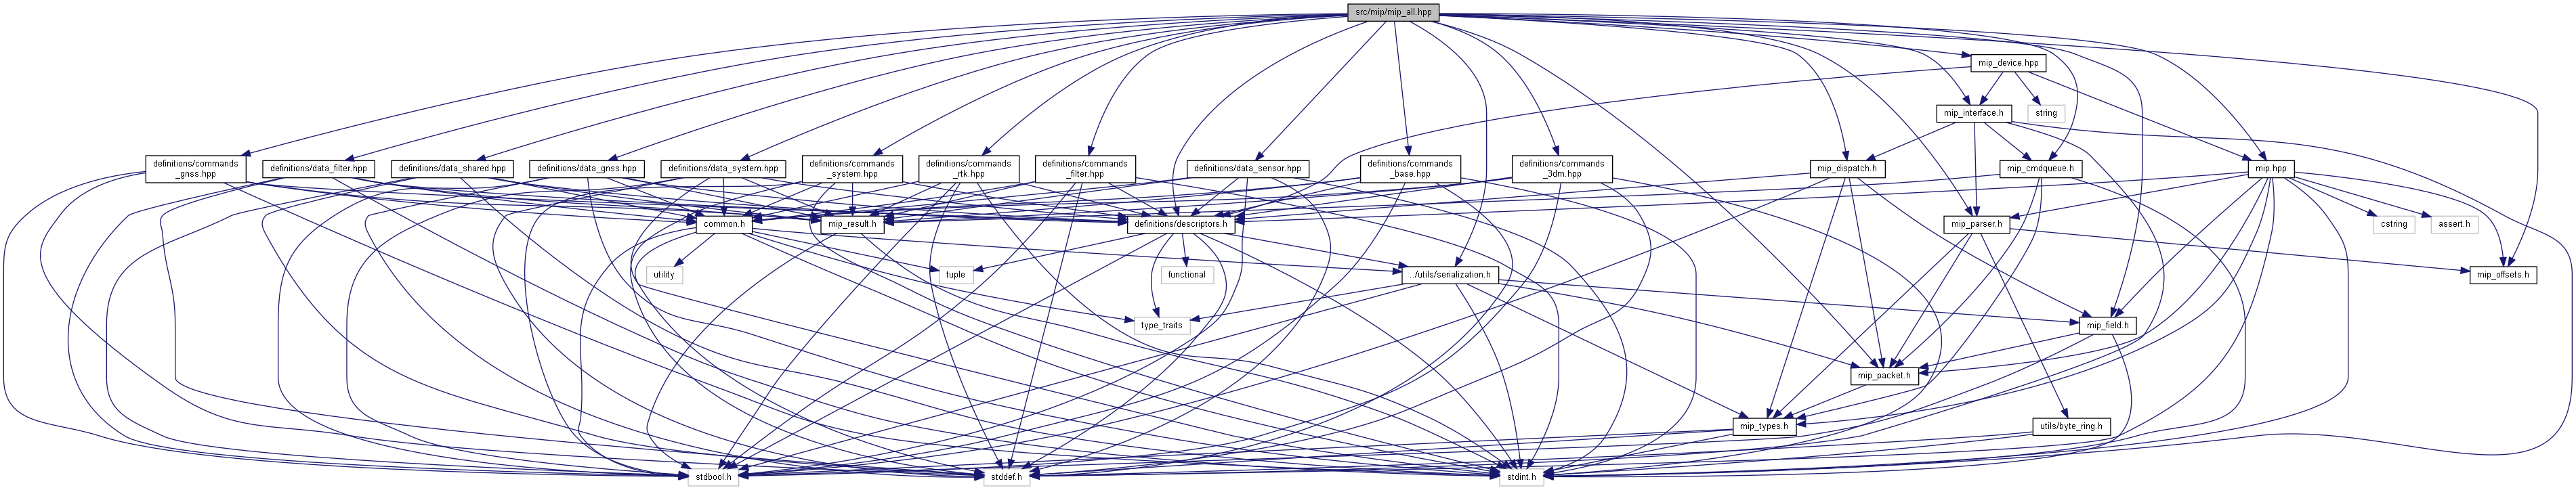 src/mip/mip_all.hpp
mip_device.hpp
mip_interface.h
string
definitions/commands
_gnss.hpp
definitions/data_filter.hpp
definitions/data_shared.hpp
definitions/data_gnss.hpp
definitions/data_system.hpp
definitions/commands
_system.hpp
definitions/commands
_rtk.hpp
definitions/commands
_filter.hpp
definitions/data_sensor.hpp
definitions/commands
_base.hpp
definitions/commands
_3dm.hpp
mip_dispatch.h
mip_cmdqueue.h
mip.hpp
common.h
mip_result.h
definitions/descriptors.h
mip_parser.h
cstring
assert.h
utility
tuple
functional
../utils/serialization.h
mip_offsets.h
type_traits
mip_field.h
mip_packet.h
mip_types.h
utils/byte_ring.h
stdbool.h
stddef.h
stdint.h